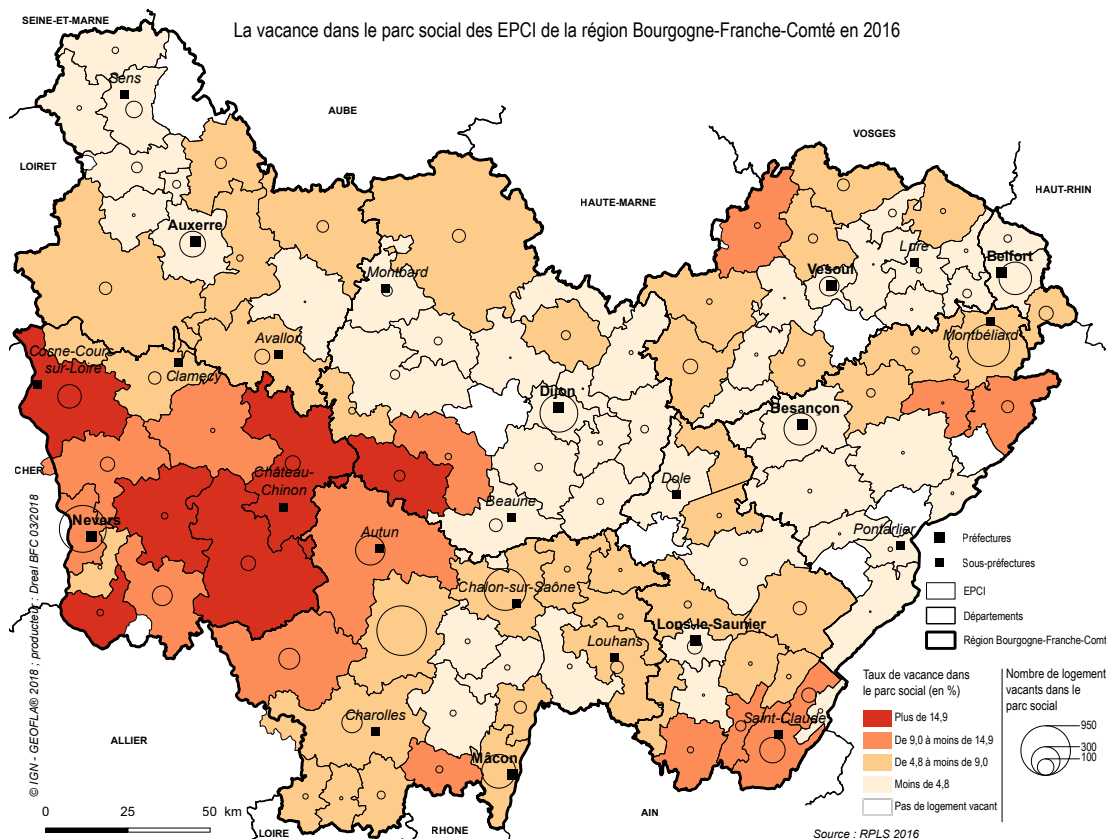 La vacance dans le parc social des EPCI de la région Bourgogne-Franche-Comté en 2016
SEINE-ET-MARNE
Sens
AUBE
VOSGES
LOIRET
HAUTE-MARNE
HAUT-RHIN
Auxerre
Lure
Belfort
Vesoul
Montbard
Montbéliard
Avallon
Cosne-Cours
sur-Loire
Clamecy
Dijon
Besançon
CHER
Château-
Chinon
Dole
Beaune
Nevers
Autun
Pontarlier
Chalon-sur-Saône
Lons-le-Saunier
Louhans
Charolles
Saint-Claude
Mâcon
ALLIER
AIN
LOIRE
RHONE
Préfectures
Sous-préfectures
EPCI
Départements
Région Bourgogne-Franche-Comt
Taux de vacance dans
le parc social (en %)
Plus de 14,9
De 9,0 à moins de 14,9
De 4,8 à moins de 9,0
Moins de 4,8
Pas de logement vacant
Nombre de logement
vacants dans le
parc social
950
300
100
© IGN - GEOFLA® 2018 ; producteur : Dreal BFC 03/2018
0 25 50 km
Source : RPLS 2016